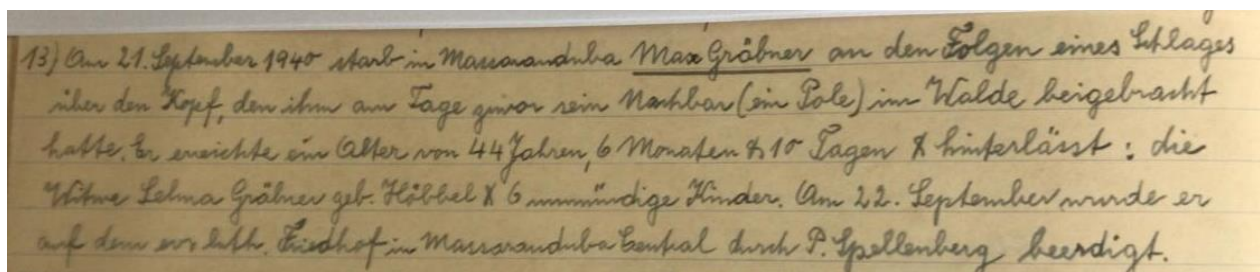 13) Am 21. September 1940 starb in Massaranduba Max Gräbner an den Folgen eines Schlages
über den Kopf, den ihm am Tage zuvor sein Nachbar (ein Pole) im Walde beigebracht
hatte. Er erreichte ein Alter von 44 Jahren, 6 Monaten & 10 Tagen & hinterlässt : die
Witwe Selma Gräbner geb. Höbbel & 6 unmündige Kinder. Am 22. September wurde er
auf dem ev. luth. Friedhof in Massaranduba Central durch P. Spellenberg beerdigt.